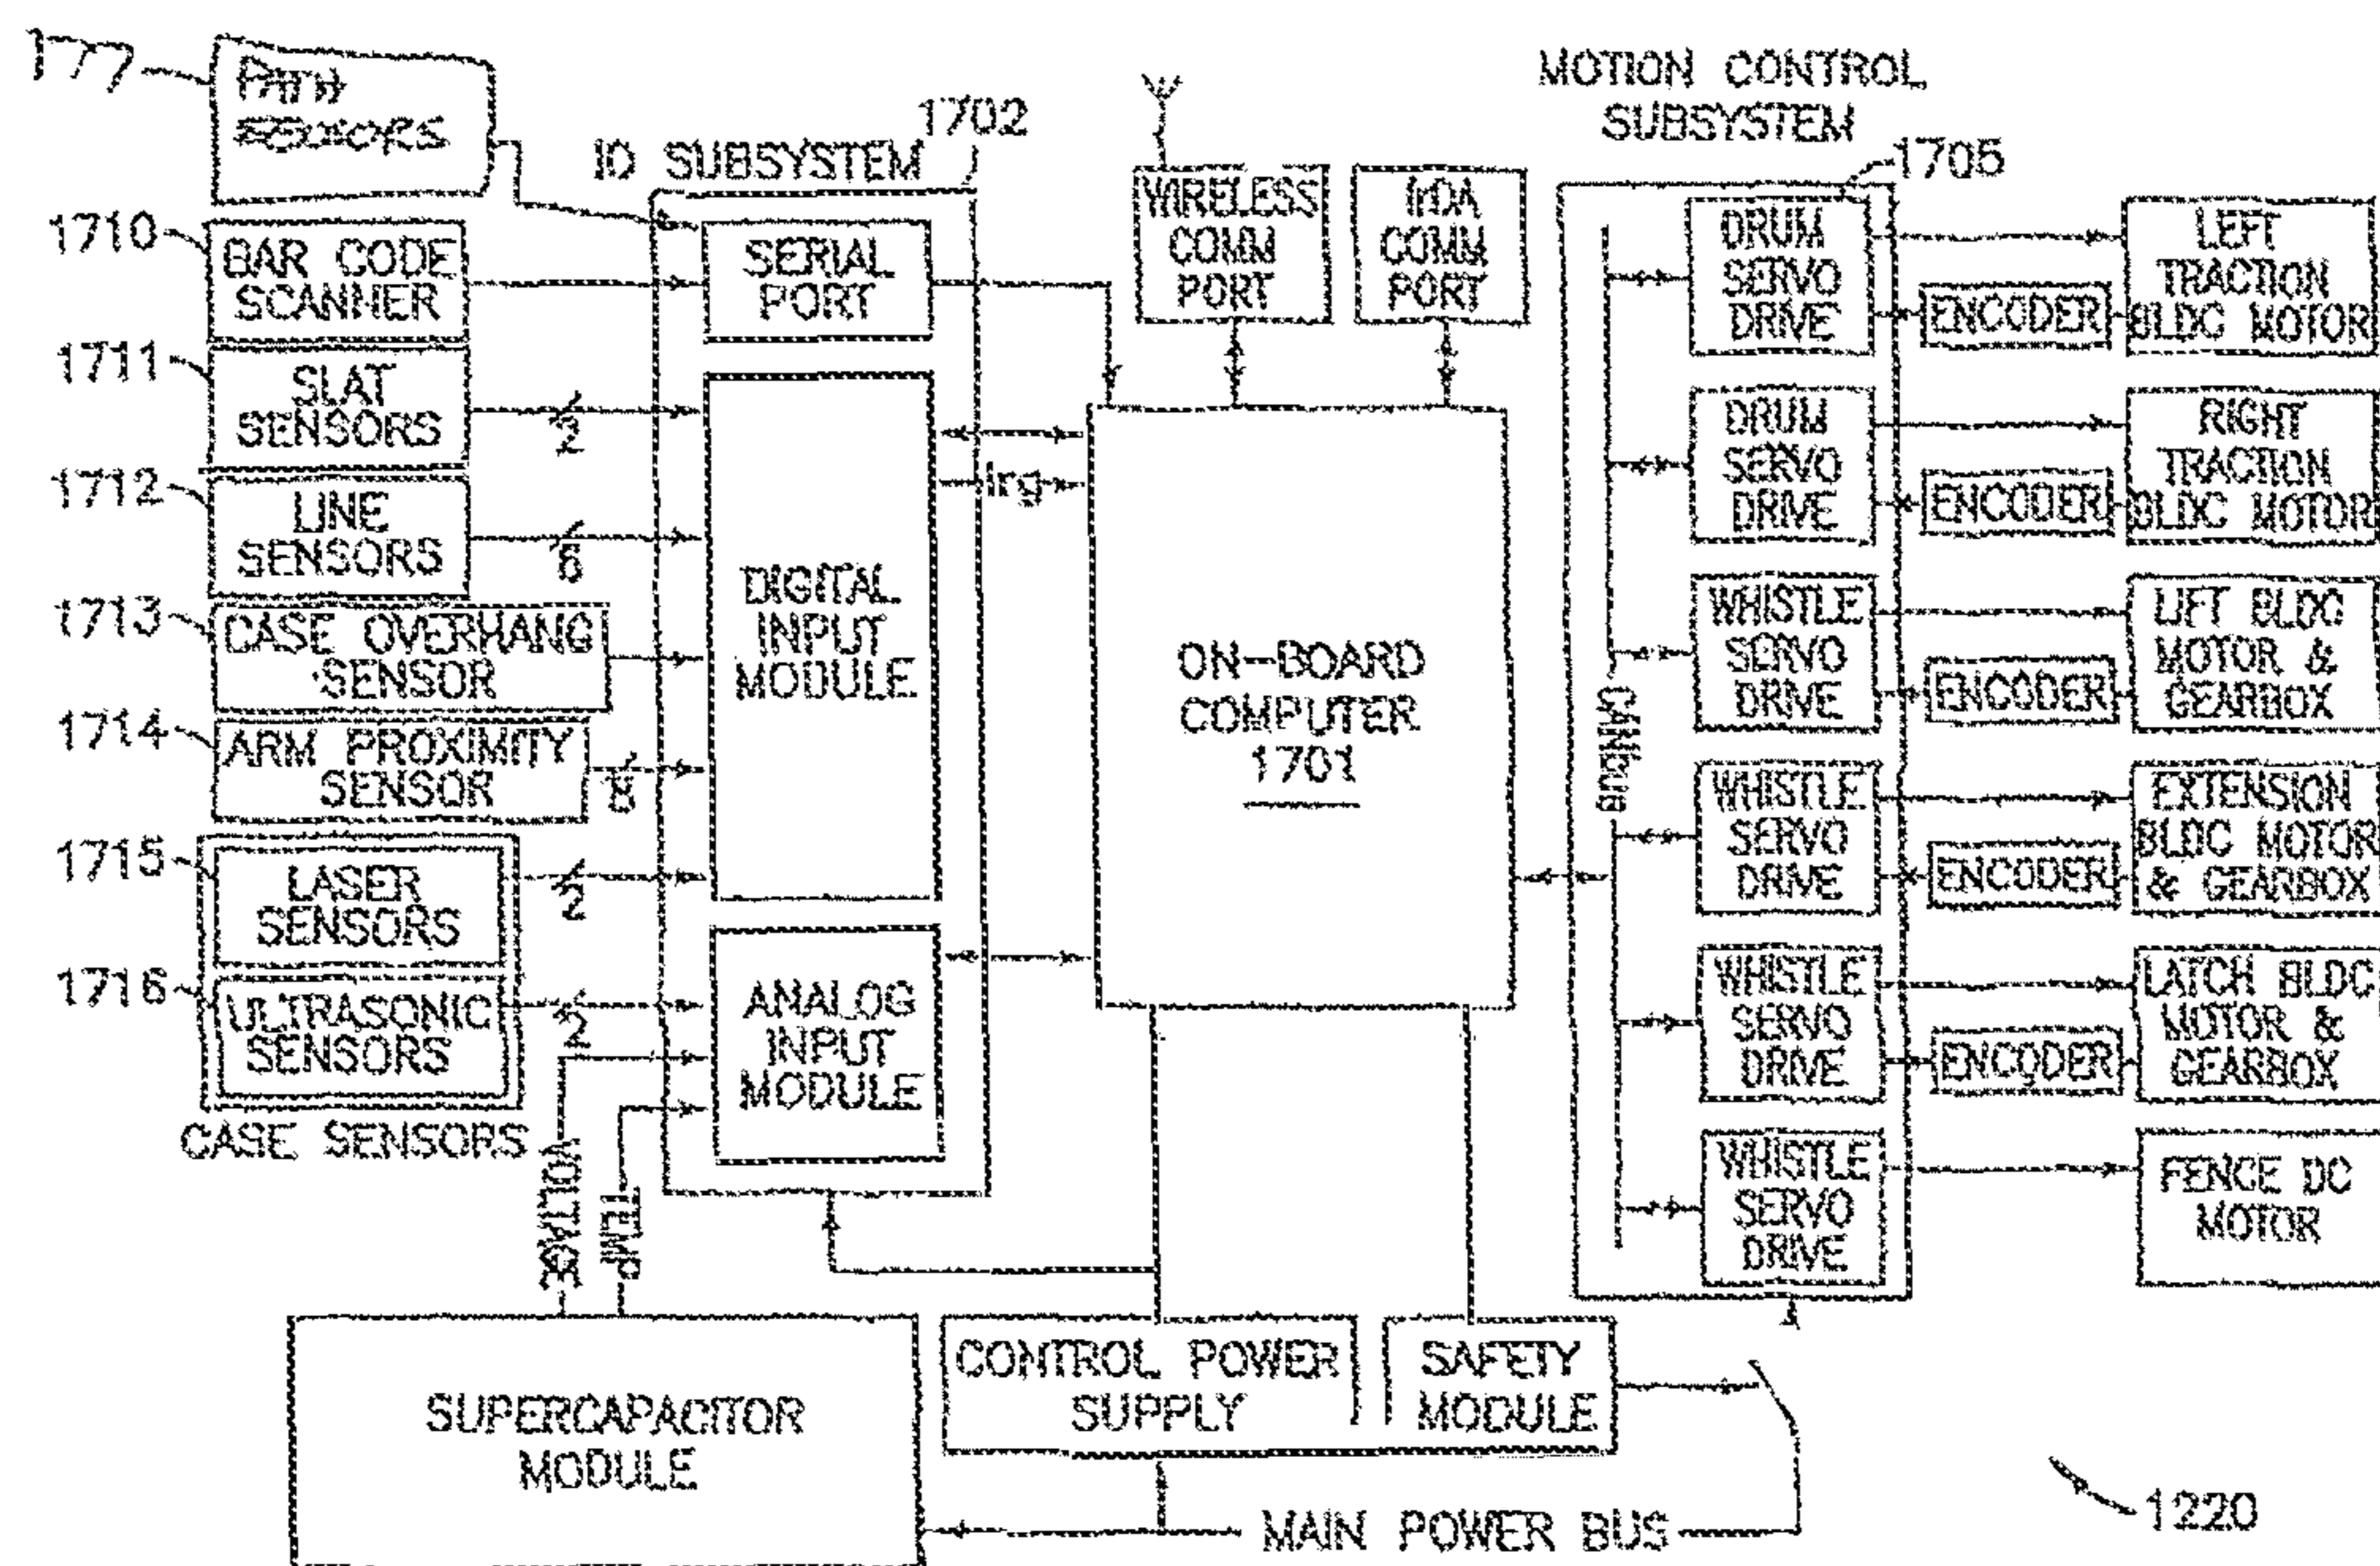 177
PATH
SENSORS
1702
IO SUBSYSTEM
MOTION CONTROL
SUBSYSTEM
1705
1710
BAR CODE
SCANNER
SERIAL
PORT
WIRELESS
COMM
PORT
IrDA
COMM
PORT
DRUM
SERVO
DRIVE
ENCODER
LEFT
TRACTION
BLDC MOTOR
1711
SLAT
SENSORS
2
DRUM
SERVO
DRIVE
ENCODER
RIGHT
TRACTION
BLDC MOTOR
irq
1712
LINE
SENSORS
6
DIGITAL
INPUT
MODULE
ON-BOARD
COMPUTER
1701
CANbus
WHISTLE
SERVO
DRIVE
ENCODER
LIFT BLDC
MOTOR &
GEARBOX
1713
CASE OVERHANG
SENSOR
1714
ARM PROXIMITY
SENSOR
8
WHISTLE
SERVO
DRIVE
ENCODER
EXTENSION
BLDC MOTOR
& GEARBOX
1715
LASER
SENSORS
2
1716
ULTRASONIC
SENSORS
2
CASE SENSORS
ANALOG
INPUT
MODULE
WHISTLE
SERVO
DRIVE
ENCODER
LATCH BLDC
MOTOR &
GEARBOX
VOLTAGE
TEMP
WHISTLE
SERVO
DRIVE
FENCE DC
MOTOR
SUPERCAPACITOR
MODULE
CONTROL POWER
SUPPLY
SAFETY
MODULE
MAIN POWER BUS
1220